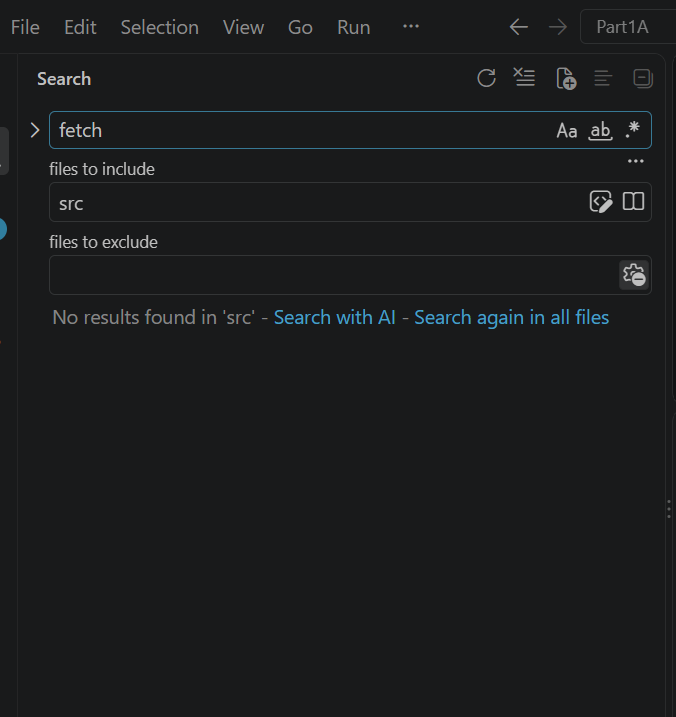 File Edit Selection View Go Run ··· Part1A
Search
fetch Aa ab .*
files to include ···
src
files to exclude
No results found in 'src' - Search with AI - Search again in all files